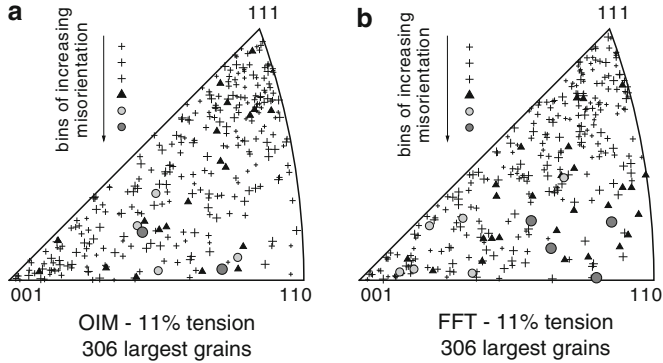 a
111
bins of increasing
misorientation
001
110
OIM - 11% tension
306 largest grains
b
111
bins of increasing
misorientation
001
110
FFT - 11% tension
306 largest grains